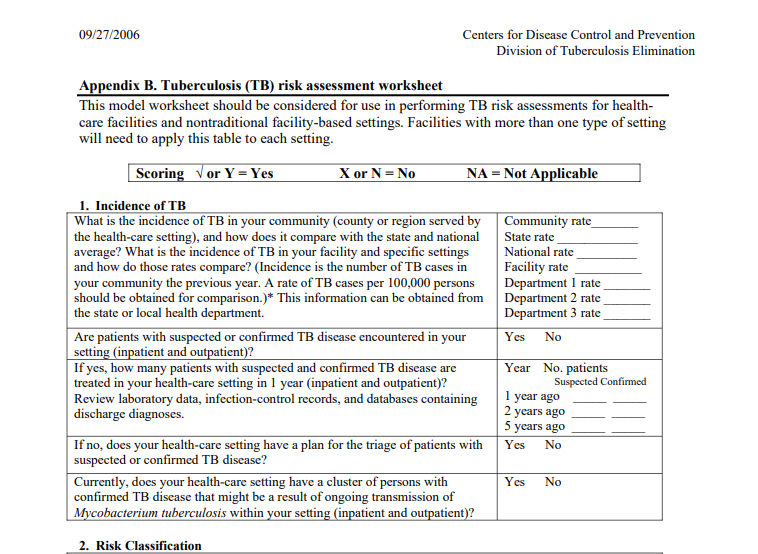 09/27/2006 Centers for Disease Control and Prevention
Division of Tuberculosis Elimination
Appendix B. Tuberculosis (TB) risk assessment worksheet
This model worksheet should be considered for use in performing TB risk assessments for health-
care facilities and nontraditional facility-based settings. Facilities with more than one type of setting
will need to apply this table to each setting.
Scoring √ or Y = Yes X or N = No NA = Not Applicable
1. Incidence of TB
What is the incidence of TB in your community (county or region served by
the health-care setting), and how does it compare with the state and national
average? What is the incidence of TB in your facility and specific settings
and how do those rates compare? (Incidence is the number of TB cases in
your community the previous year. A rate of TB cases per 100,000 persons
should be obtained for comparison.)* This information can be obtained from
the state or local health department.
Community rate_______
State rate ____________
National rate _________
Facility rate __________
Department 1 rate _______
Department 2 rate _______
Department 3 rate _______
Are patients with suspected or confirmed TB disease encountered in your
setting (inpatient and outpatient)?
Yes No
If yes, how many patients with suspected and confirmed TB disease are
treated in your health-care setting in 1 year (inpatient and outpatient)?
Review laboratory data, infection-control records, and databases containing
discharge diagnoses.
Year No. patients
Suspected Confirmed
1 year ago _____ _____
2 years ago _____ _____
5 years ago _____ _____
If no, does your health-care setting have a plan for the triage of patients with
suspected or confirmed TB disease?
Yes No
Currently, does your health-care setting have a cluster of persons with
confirmed TB disease that might be a result of ongoing transmission of
Mycobacterium tuberculosis within your setting (inpatient and outpatient)?
Yes No
2. Risk Classification